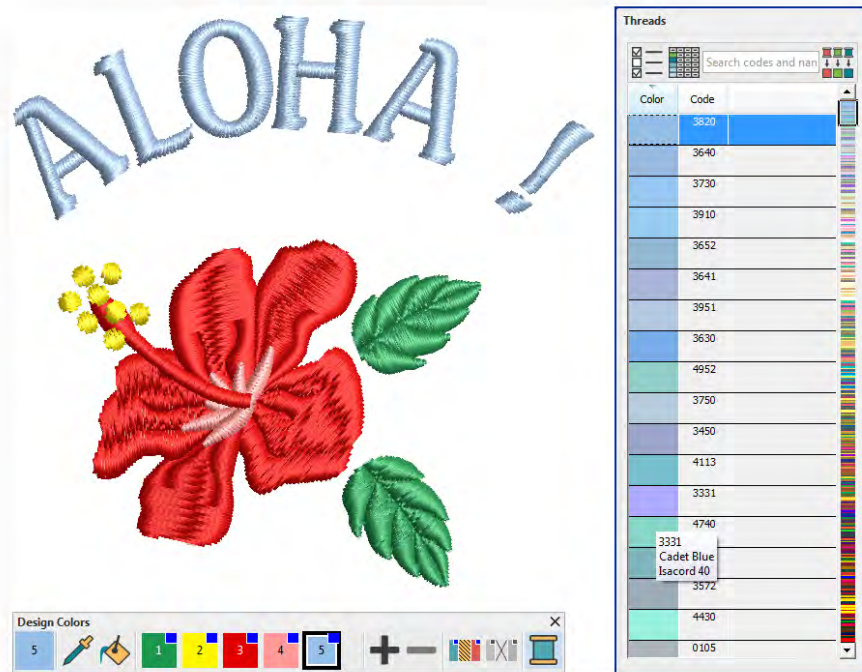 ALOHA !
Threads
Search codes and nan
Color Code
3820
3640
3730
3910
3652
3641
3951
3630
4952
3750
3450
4113
3331
4740
3331
Cadet Blue
Isacord 40
3572
4430
0105
Design Colors
5 1 2 3 4 5